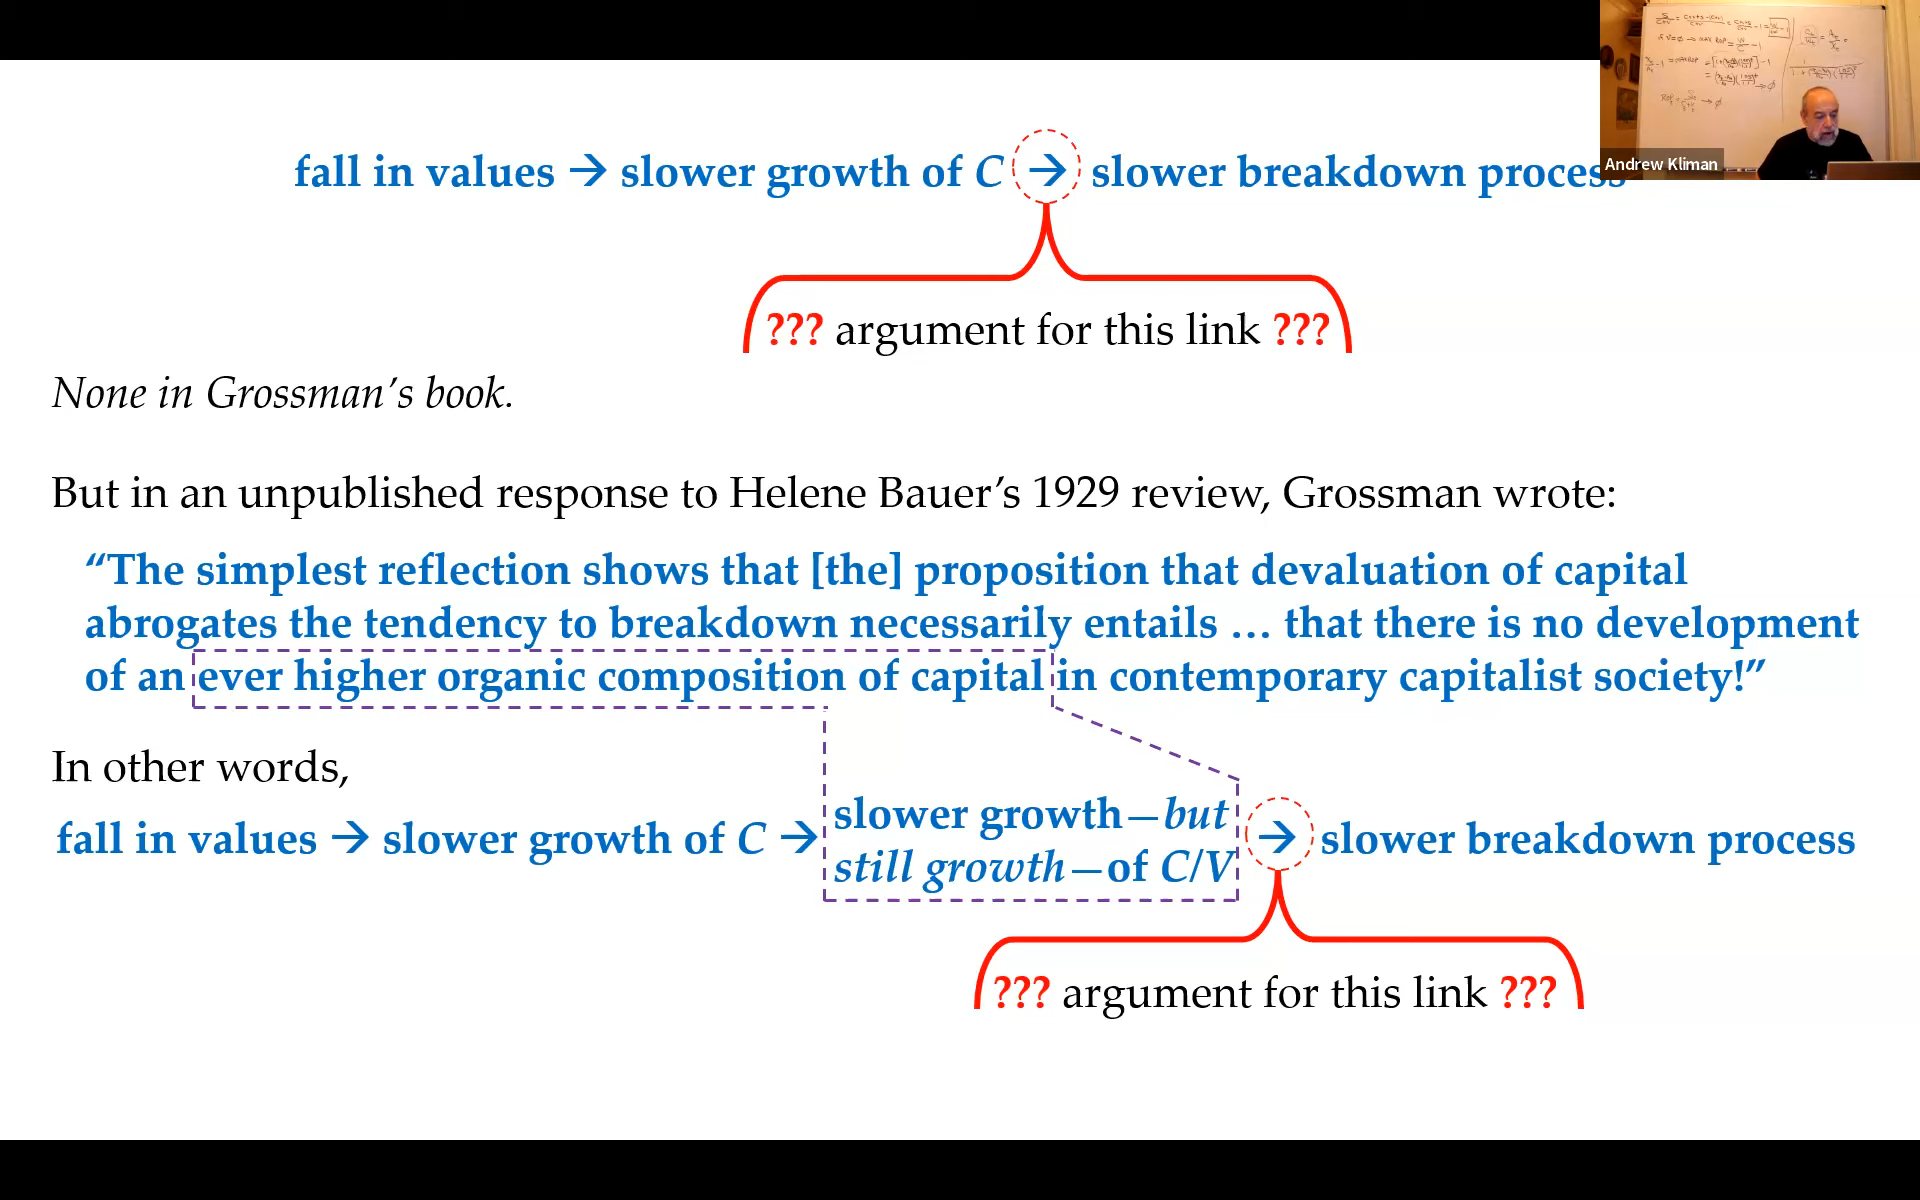 Andrew Kliman
fall in values → slower growth of C → slower breakdown process
??? argument for this link ???
None in Grossman’s book.
But in an unpublished response to Helene Bauer’s 1929 review, Grossman wrote:
“The simplest reflection shows that [the] proposition that devaluation of capital
abrogates the tendency to breakdown necessarily entails … that there is no development
of an ever higher organic composition of capital in contemporary capitalist society!”
In other words,
fall in values → slower growth of C → slower growth—but
still growth—of C/V → slower breakdown process
??? argument for this link ???